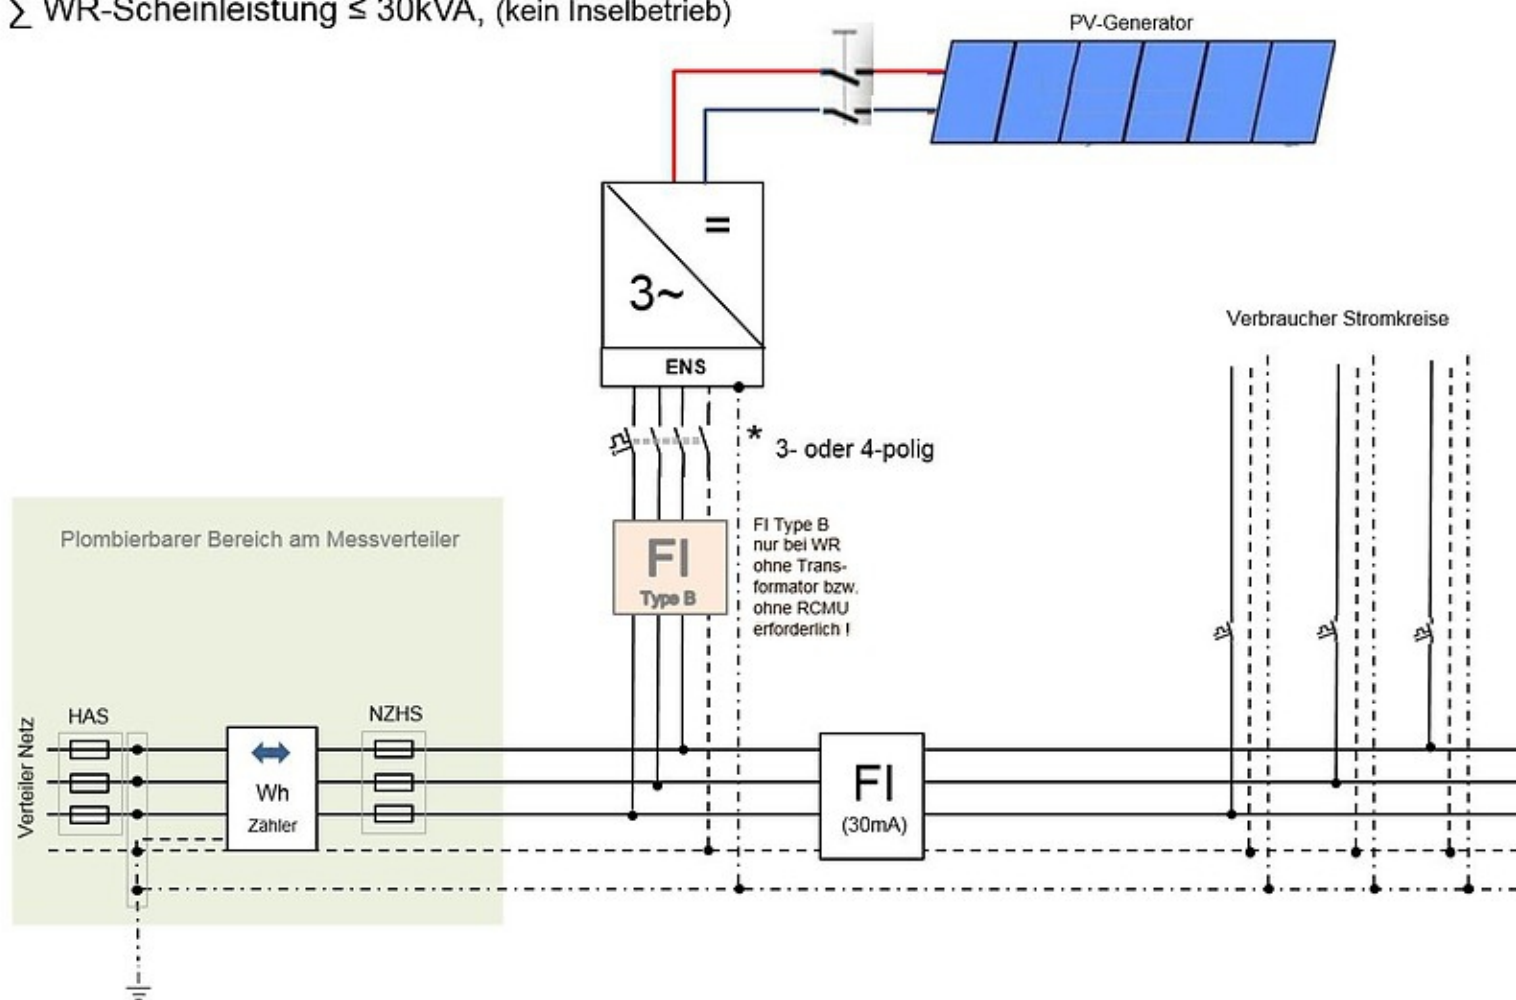 ∑ WR-Scheinleistung ≤ 30kVA, (kein Inselbetrieb)
PV-Generator
=
3~
ENS
Verbraucher Stromkreise
* 3- oder 4-polig
Plombierbarer Bereich am Messverteiler
FI
Type B
FI Type B
nur bei WR
ohne Trans-
formator bzw.
ohne RCMU
erforderlich !
Verteiler Netz
HAS
NZHS
Wh
Zähler
FI
(30mA)